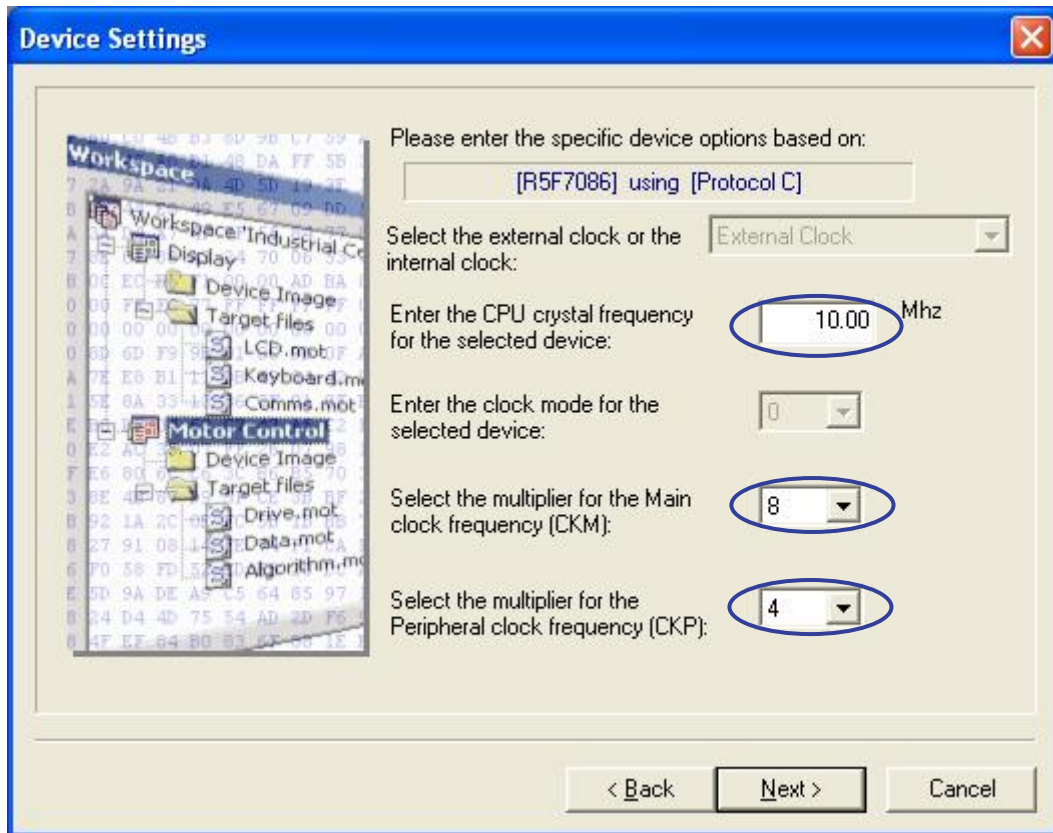 Device Settings
Please enter the specific device options based on:
[R5F7086] using [Protocol C]
Select the external clock or the
internal clock:
External Clock
Enter the CPU crystal frequency
for the selected device:
10.00
Mhz
Enter the clock mode for the
selected device:
0
Select the multiplier for the Main
clock frequency (CKM):
8
Select the multiplier for the
Peripheral clock frequency (CKP):
4
Workspace
Workspace 'Industrial Co
Display
Device Image
Target files
LCD.mot
Keyboard.m
Comms.mot
Motor Control
Device Image
Target files
Drive.mot
Data.mot
Algorithm.mo
< Back
Next >
Cancel